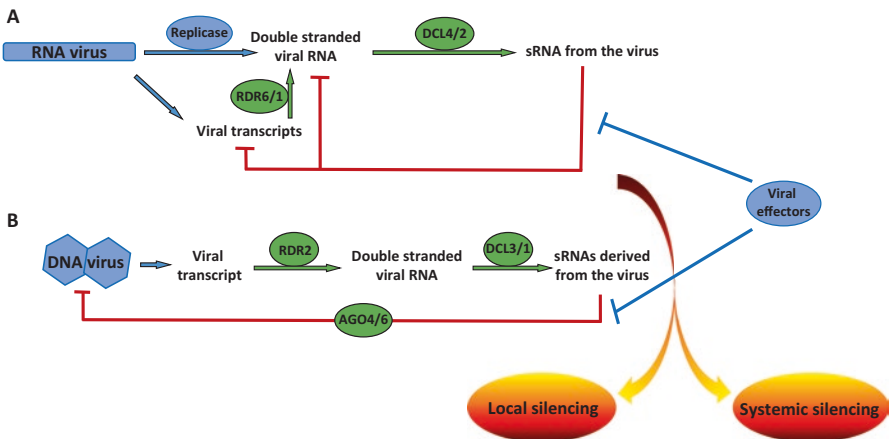 A
Replicase
RNA virus
Double stranded
viral RNA
DCL4/2
sRNA from the virus
RDR6/1
Viral transcripts
Viral
effectors
B
DNA virus
Viral
transcript
RDR2
Double stranded
viral RNA
DCL3/1
sRNAs derived
from the virus
AGO4/6
Local silencing
Systemic silencing